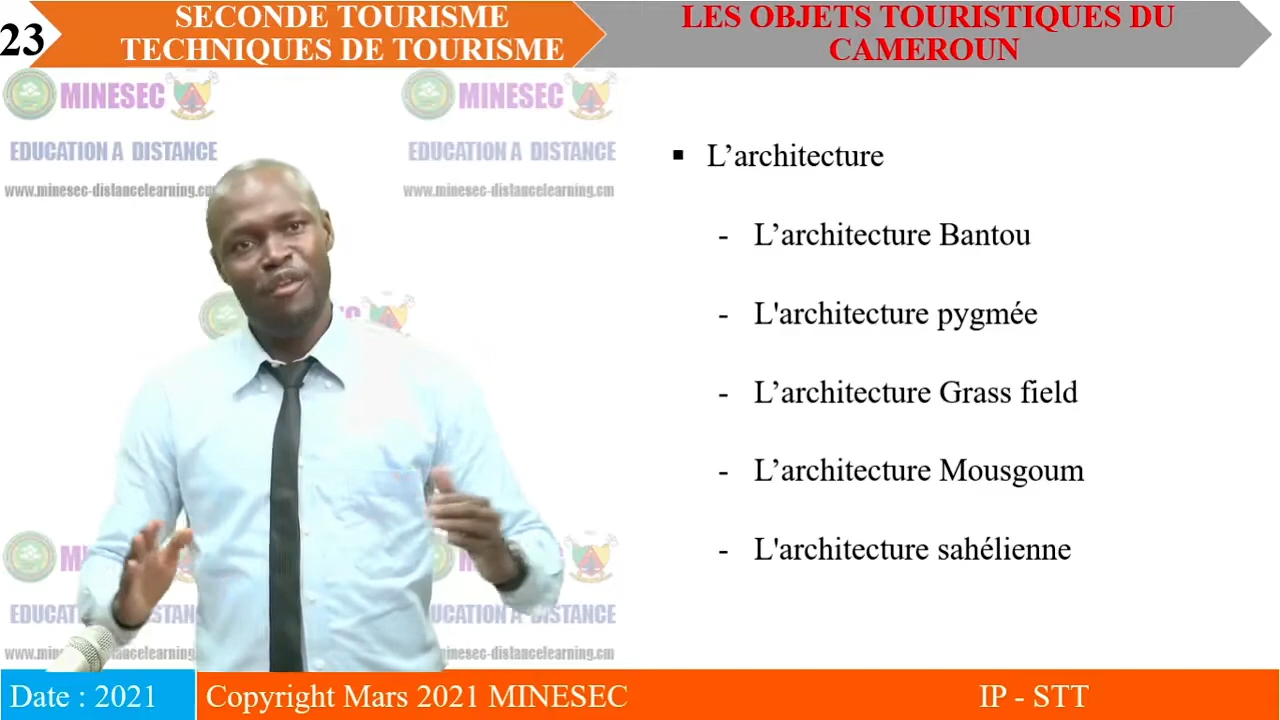 23
SECONDE TOURISME
TECHNIQUES DE TOURISME
LES OBJETS TOURISTIQUES DU
CAMEROUN
MINESEC
EDUCATION A DISTANCE
www.minesec-distancelearning.cm
MINESEC
EDUCATION A DISTANCE
www.minesec-distancelearning.cm
▪ L’architecture
- L’architecture Bantou
- L'architecture pygmée
- L’architecture Grass field
- L’architecture Mousgoum
- L'architecture sahélienne
Date : 2021
Copyright Mars 2021 MINESEC
IP - STT